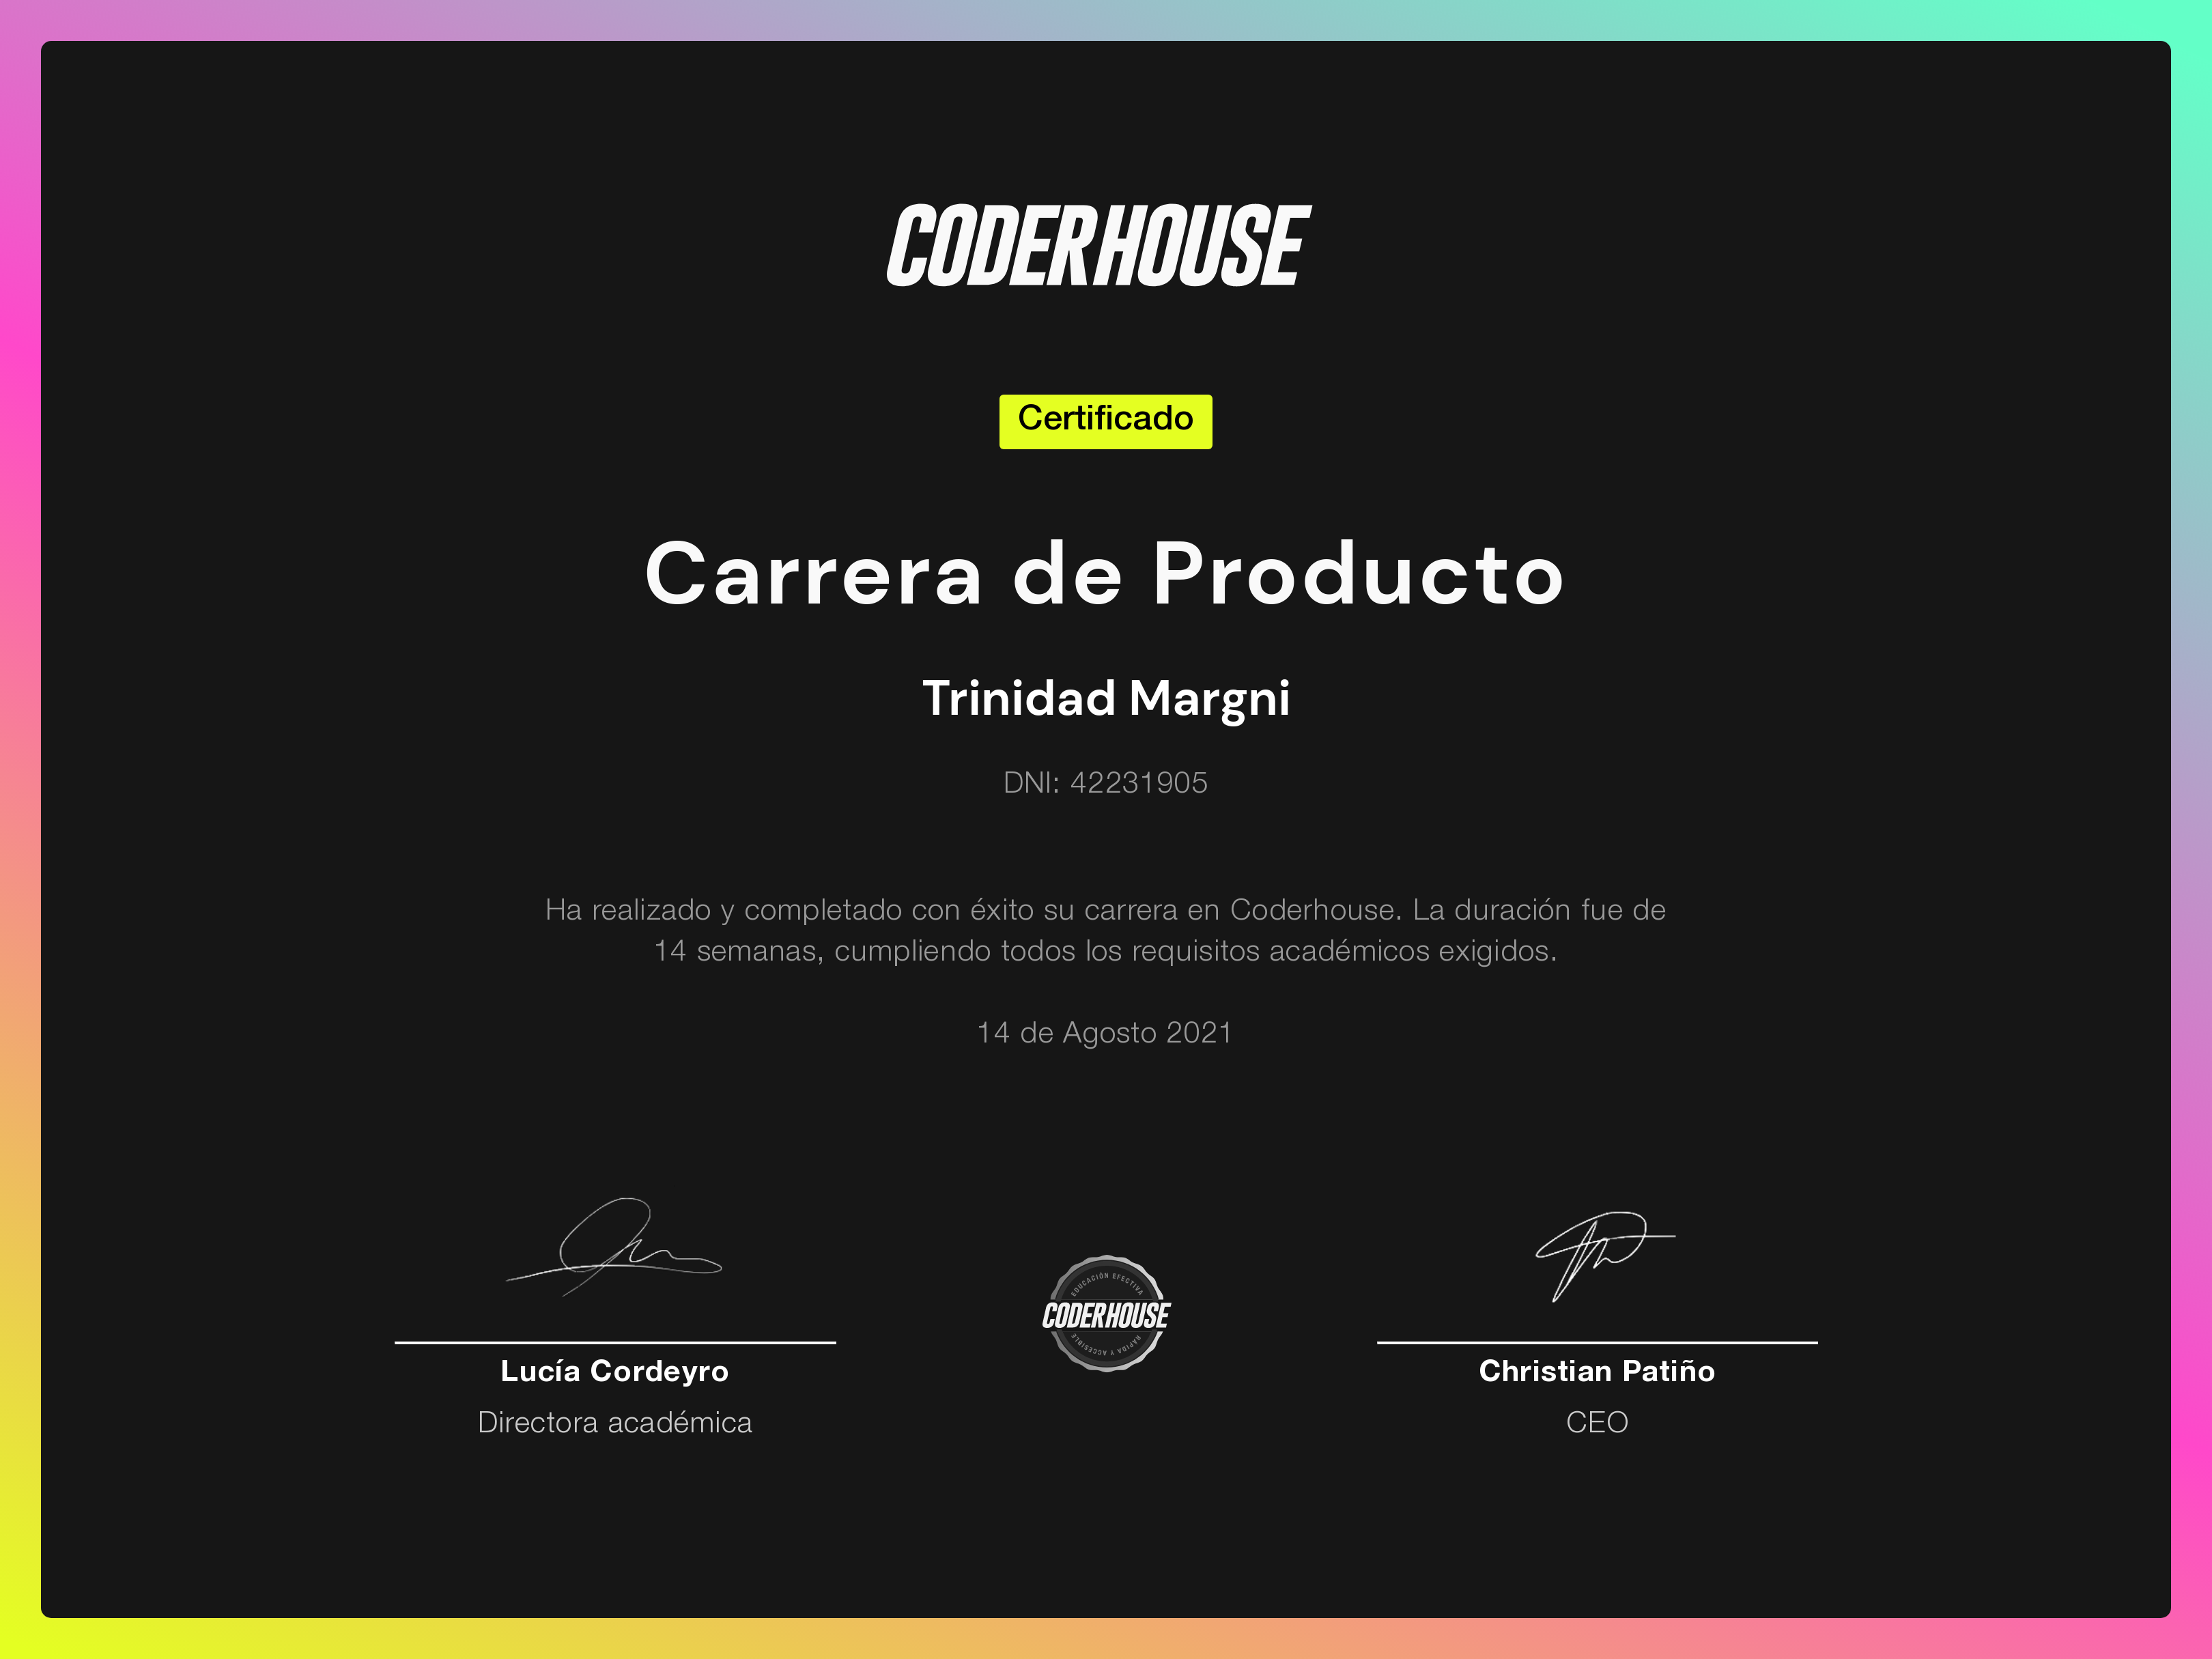 CODERHOUSE
Certificado
Carrera de Producto
Trinidad Margni
DNI: 42231905
Ha realizado y completado con éxito su carrera en Coderhouse. La duración fue de
14 semanas, cumpliendo todos los requisitos académicos exigidos.
14 de Agosto 2021
EDUCACIÓN EFECTIVA
CODERHOUSE
RÁPIDA Y ACCESIBLE
Lucía Cordeyro
Directora académica
Christian Patiño
CEO